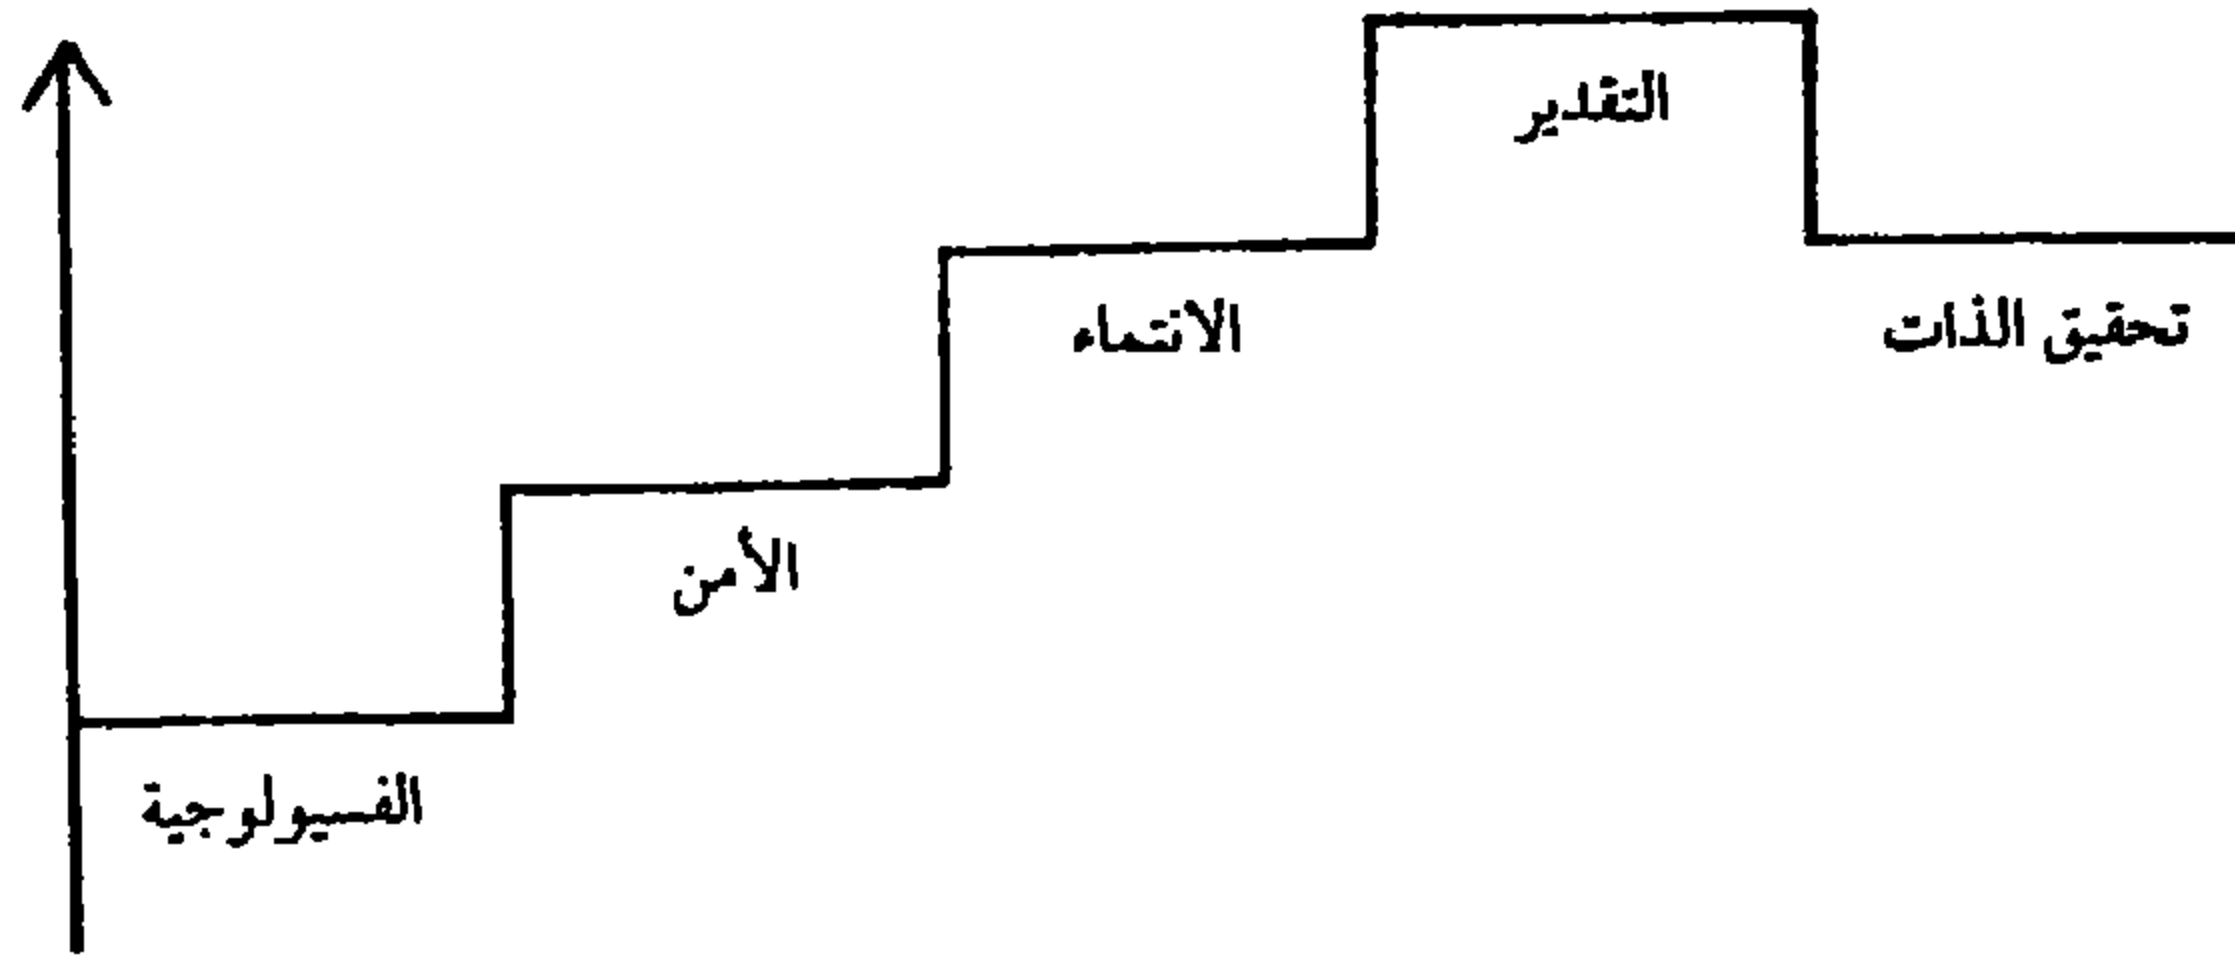 التقدير
الانتماء
تحقيق الذات
الأمن
الفسيولوجية